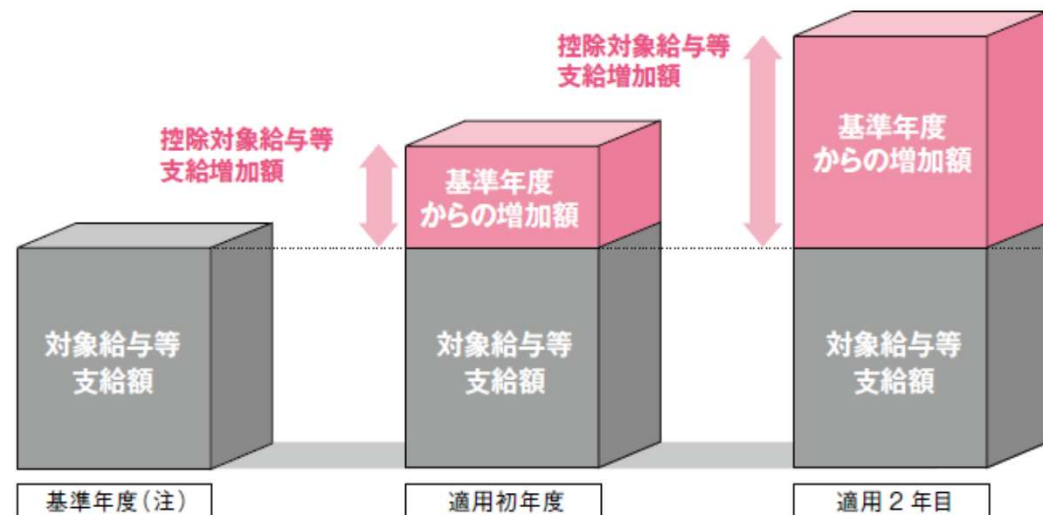 控除対象給与等
支給増加額
基準年度
からの増加額
控除対象給与等
支給増加額
基準年度
からの増加額
対象給与等
支給額
対象給与等
支給額
対象給与等
支給額
基準年度(注)
適用初年度
適用2年目